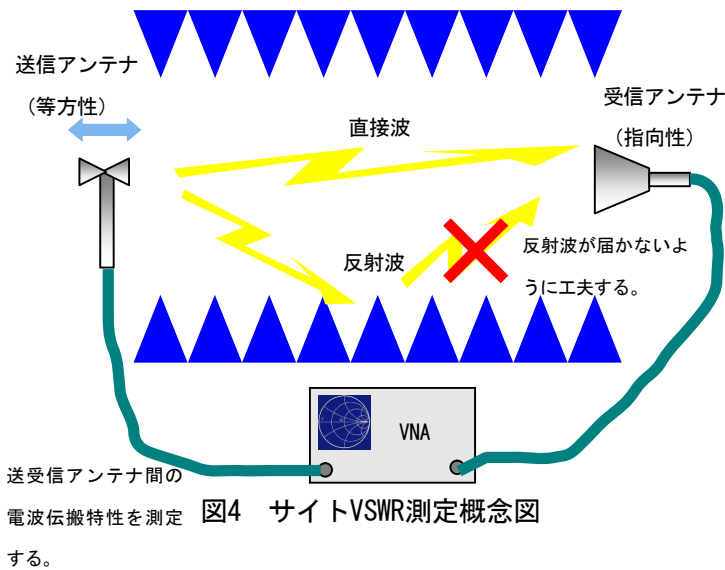 送信アンテナ
（等方性）
直接波
受信アンテナ
（指向性）
反射波
反射波が届かないよ
うに工夫する。
VNA
送受信アンテナ間の
電波伝搬特性を測定
する。
図4　サイトVSWR測定概念図